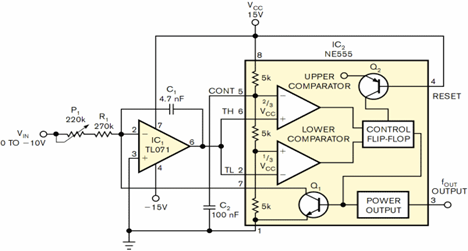 VCC
15V
IC2
NE555
8
C1
4.7 nF
CONT 5
5k
UPPER
COMPARATOR
Q2
4
RESET
P1
220k
R1
270k
7
TH 6
2/3
VCC
VIN
0 TO −10V
2
−
IC1
TL071
6
3
+
4
−
+
5k
LOWER
COMPARATOR
CONTROL
FLIP-FLOP
1/3
VCC
−
+
TL 2
−15V
7
Q1
fOUT
OUTPUT
C2
100 nF
5k
POWER
OUTPUT
3
1